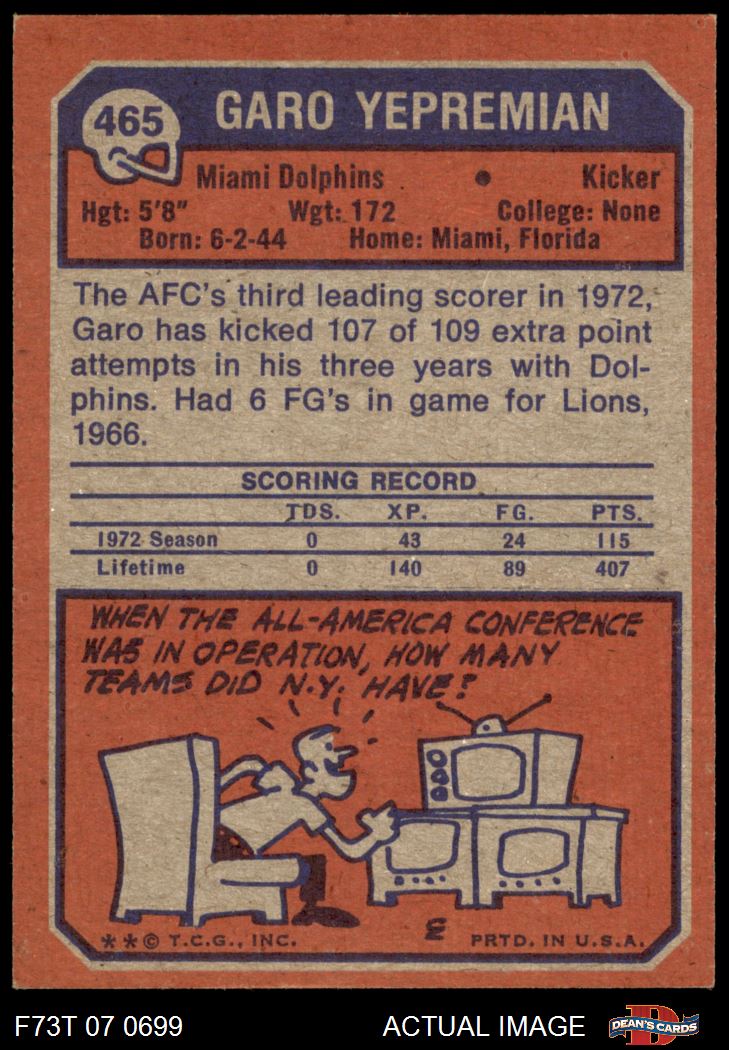 465 GARO YEPREMIAN
Miami Dolphins • Kicker
Hgt: 5'8" Wgt: 172 College: None
Born: 6-2-44 Home: Miami, Florida
The AFC's third leading scorer in 1972,
Garo has kicked 107 of 109 extra point
attempts in his three years with Dol-
phins. Had 6 FG's in game for Lions,
1966.
SCORING RECORD
TDS. XP. FG. PTS.
1972 Season 0 43 24 115
Lifetime 0 140 89 407
WHEN THE ALL-AMERICA CONFERENCE
WAS IN OPERATION, HOW MANY
TEAMS DID N.Y. HAVE?
**© T.C.G., INC. PRTD. IN U.S.A.
F73T 07 0699 ACTUAL IMAGE DEAN'S CARDS